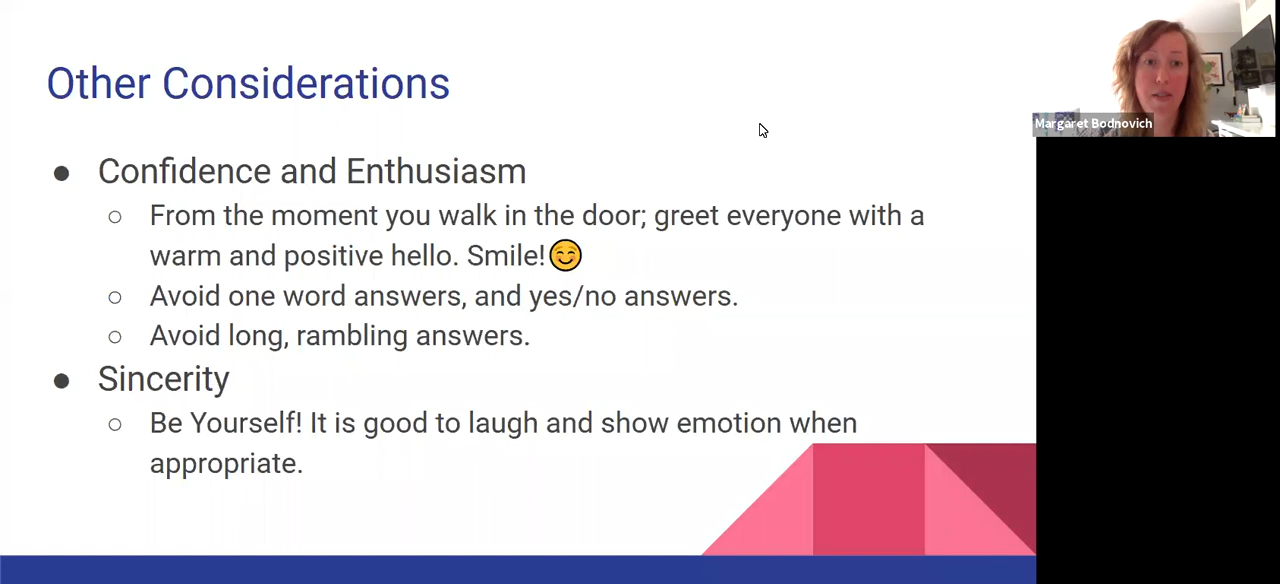 Other Considerations
Margaret Bodnovich
● Confidence and Enthusiasm
○ From the moment you walk in the door; greet everyone with a
warm and positive hello. Smile!😊
○ Avoid one word answers, and yes/no answers.
○ Avoid long, rambling answers.
● Sincerity
○ Be Yourself! It is good to laugh and show emotion when
appropriate.